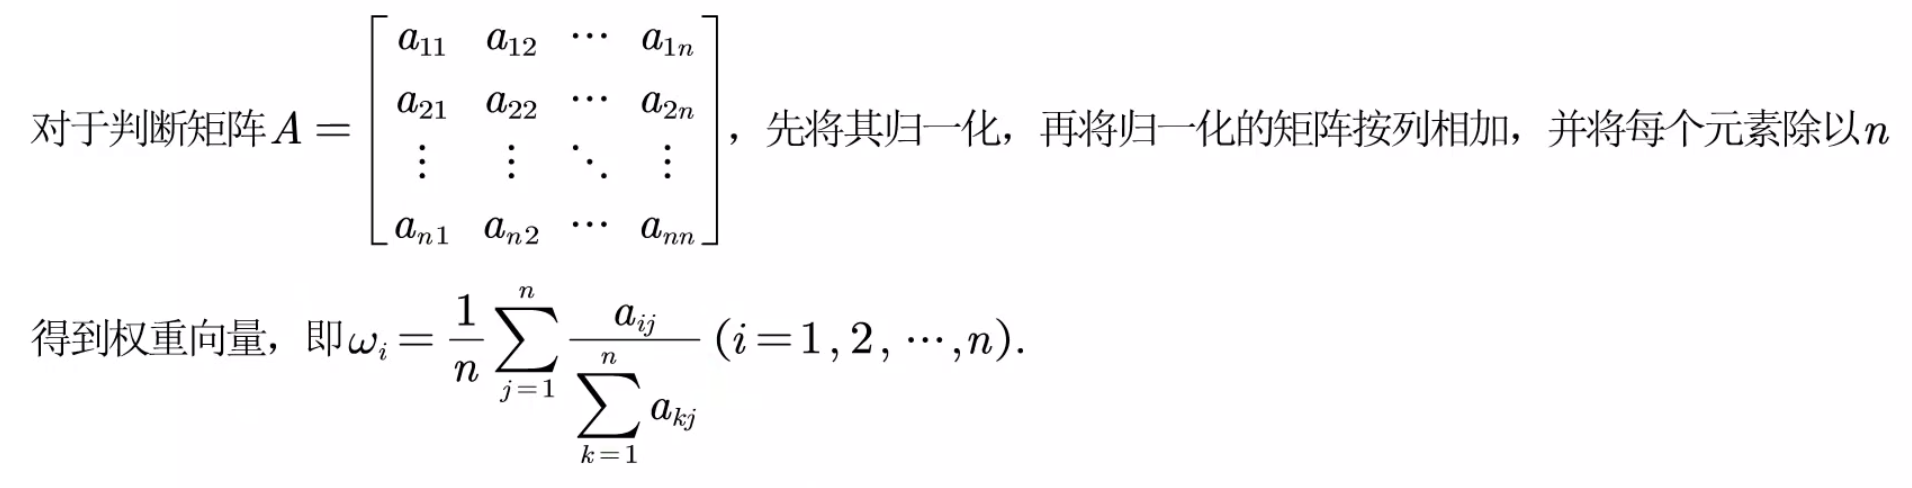 对于判断矩阵$A=\begin{bmatrix} a_{11} & a_{12} & \cdots & a_{1n} \\ a_{21} & a_{22} & \cdots & a_{2n} \\ \vdots & \vdots & \ddots & \vdots \\ a_{n1} & a_{n2} & \cdots & a_{nn} \end{bmatrix}$，先将其归一化，再将归一化的矩阵按列相加，并将每个元素除以$n$
得到权重向量，即$\omega_i=\frac{1}{n}\sum_{j=1}^{n}\frac{a_{ij}}{\sum_{k=1}^{n}a_{kj}}(i=1,2,\cdots,n).$